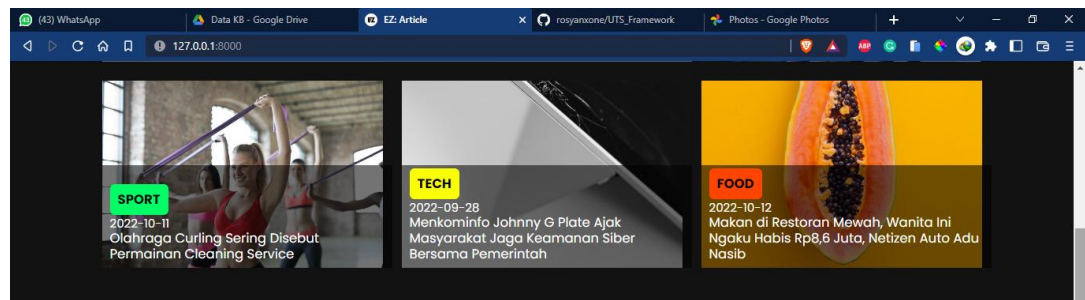 (43) WhatsApp
Data KB - Google Drive
EZ: Article
rosyanxone/UTS_Framework
Photos - Google Photos
127.0.0.1:8000
ABP
SPORT
2022-10-11
Olahraga Curling Sering Disebut
Permainan Cleaning Service
TECH
2022-09-28
Menkominfo Johnny G Plate Ajak
Masyarakat Jaga Keamanan Siber
Bersama Pemerintah
FOOD
2022-10-12
Makan di Restoran Mewah, Wanita Ini
Ngaku Habis Rp8,6 Juta, Netizen Auto Adu
Nasib